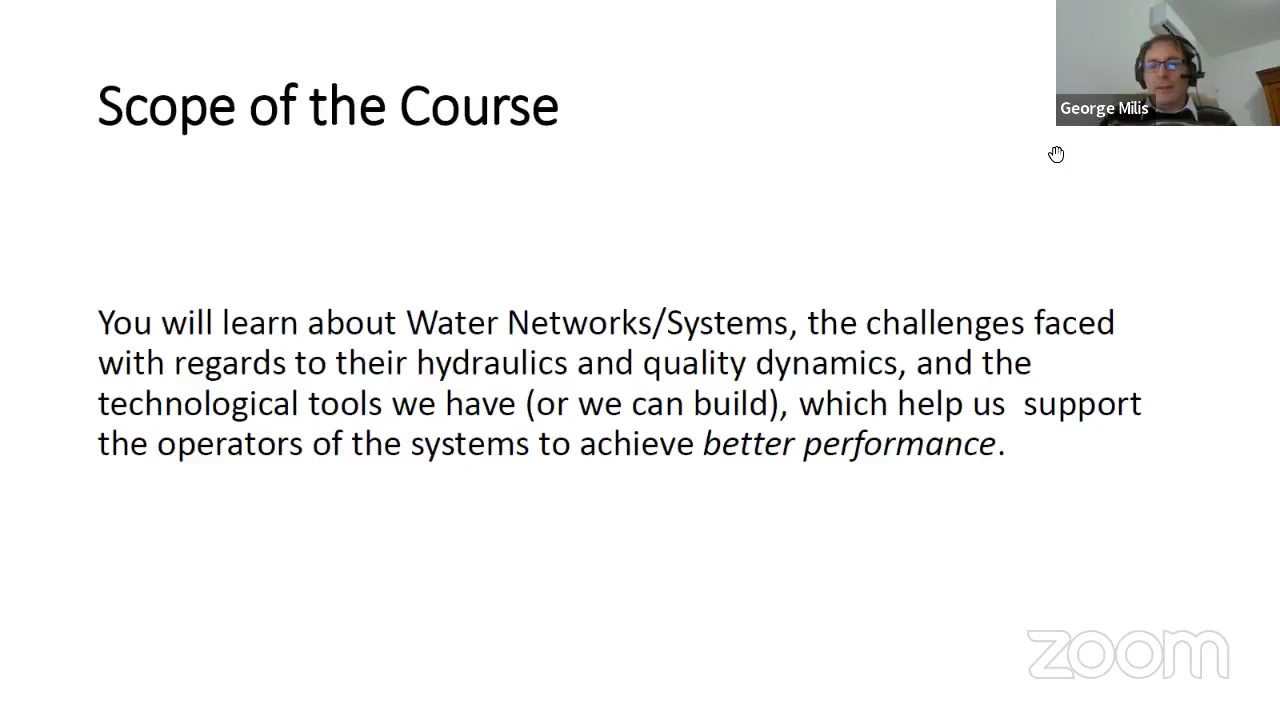 Scope of the Course
George Milis
You will learn about Water Networks/Systems, the challenges faced
with regards to their hydraulics and quality dynamics, and the
technological tools we have (or we can build), which help us  support
the operators of the systems to achieve better performance.
zoom